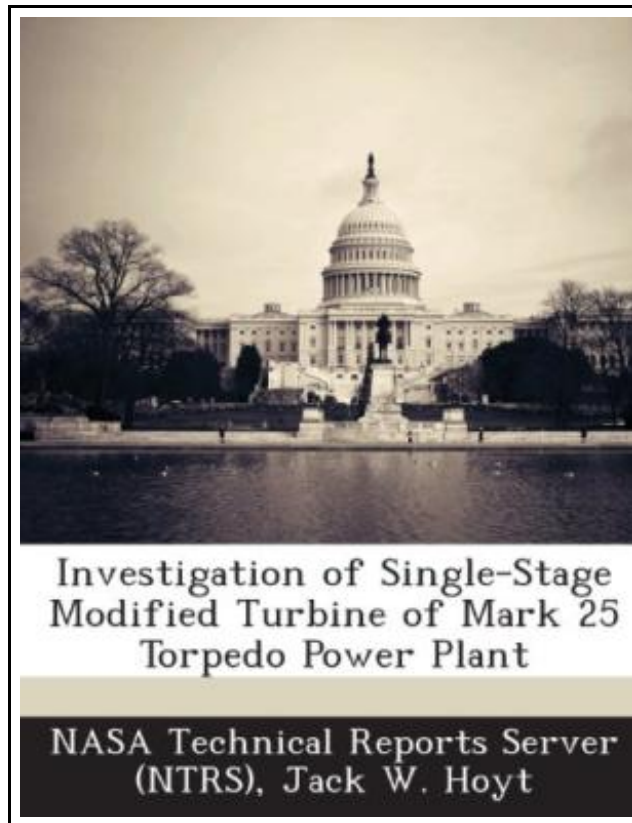 Investigation of Single-Stage
Modified Turbine of Mark 25
Torpedo Power Plant
NASA Technical Reports Server
(NTRS), Jack W. Hoyt